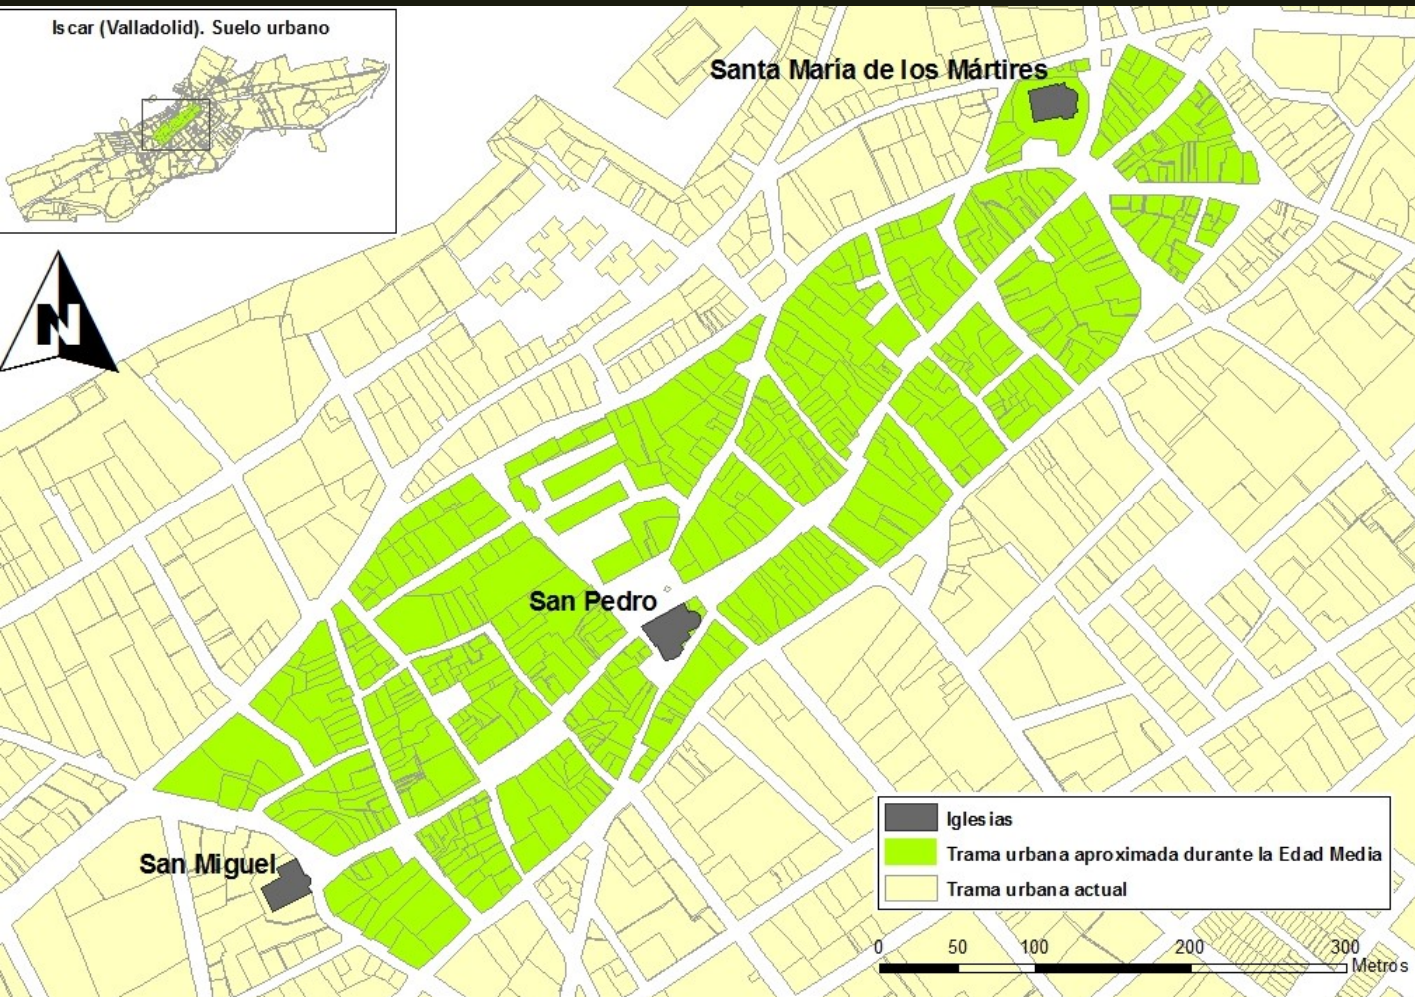 Iscar (Valladolid). Suelo urbano
Santa María de los Mártires
N
San Pedro
San Miguel
Iglesias
Trama urbana aproximada durante la Edad Media
Trama urbana actual
0 50 100 200 300
Metros